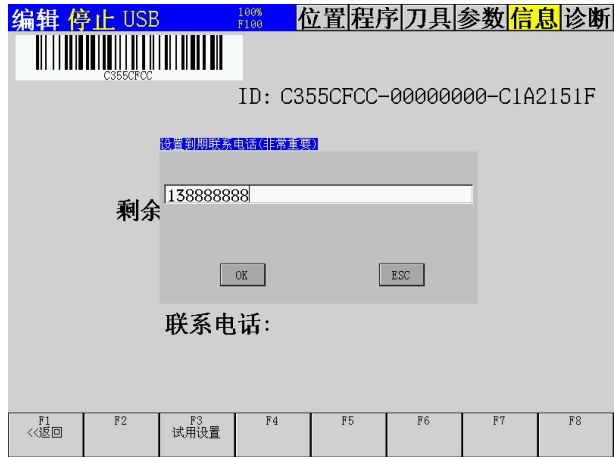 编辑 停止 USB 100% F100 位置 程序 刀具 参数 信息 诊断
C355CFCC
ID: C355CFCC-00000000-C1A2151F
设置到期联系电话(非常重要)
剩余
138888888
OK ESC
联系电话:
F1 F2 F3 F4 F5 F6 F7 F8
<<返回 试用设置